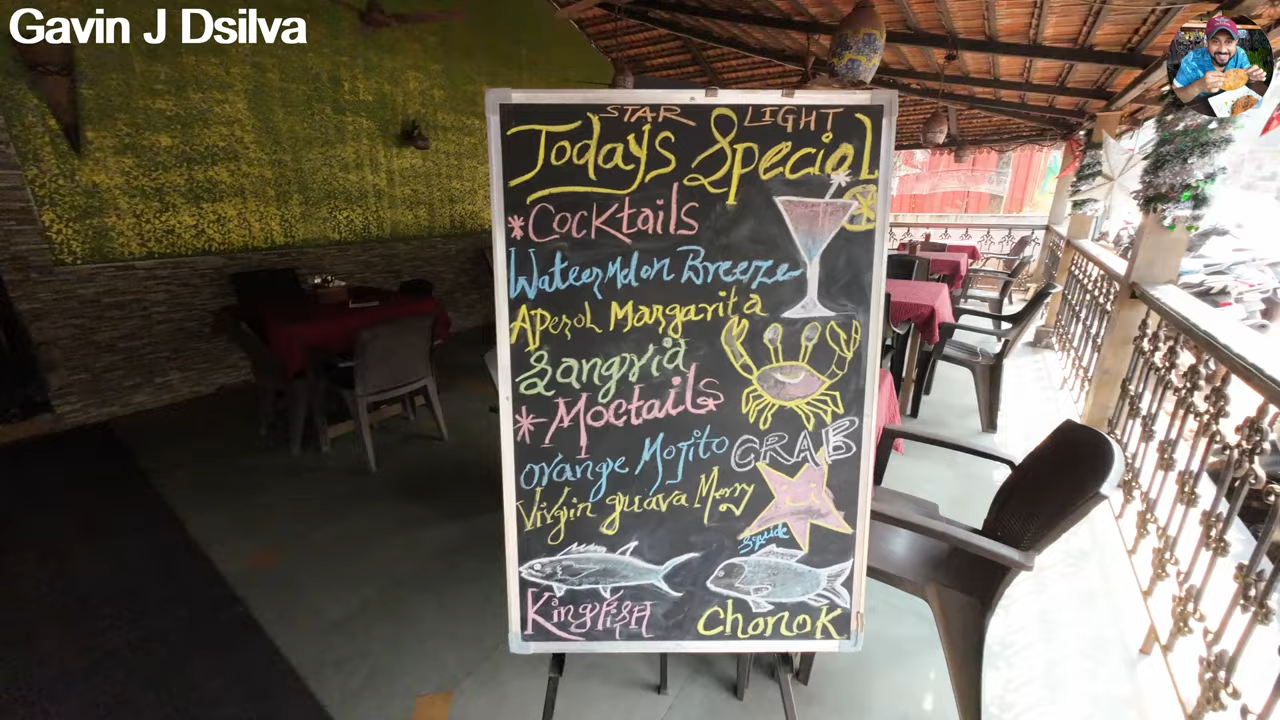 Gavin J Dsilva
STAR LIGHT
Todays Special
*Cocktails
Watermelon Breeze
Aperol Margarita
Sangria
*Moctails
CRAB
orange Mojito
Virgin guava Merry
Squide
Kingfish
Chonok